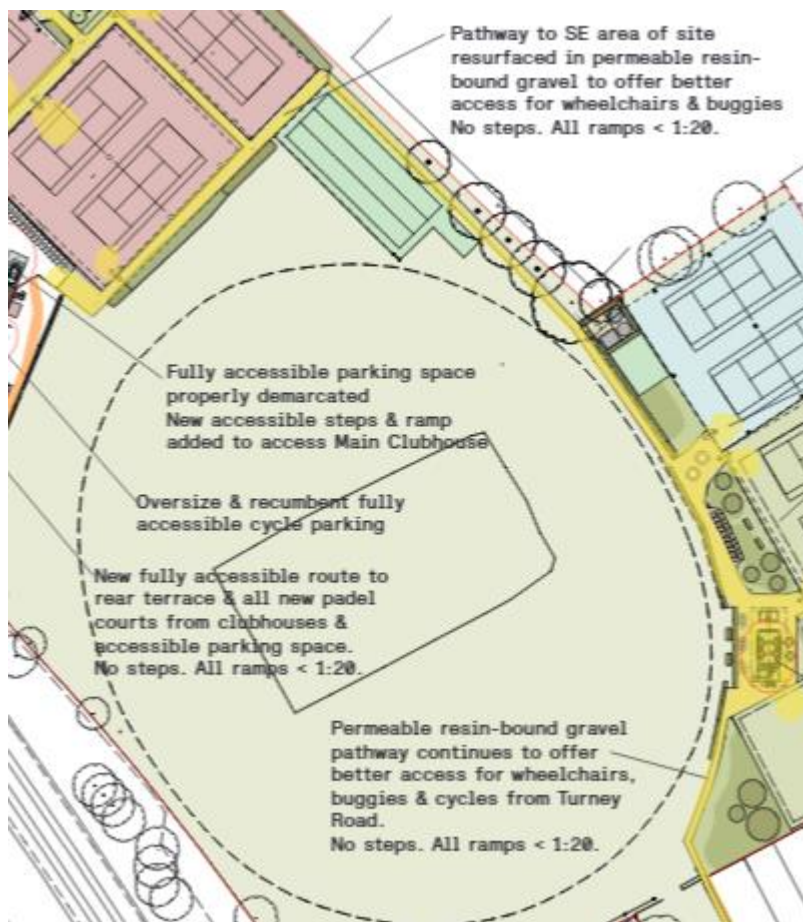 Pathway to SE area of site
resurfaced in permeable resin-
bound gravel to offer better
access for wheelchairs & buggies
No steps. All ramps < 1:20.
Fully accessible parking space
properly demarcated
New accessible steps & ramp
added to access Main Clubhouse
Oversize & recumbent fully
accessible cycle parking
New fully accessible route to
rear terrace & all new padel
courts from clubhouses &
accessible parking space.
No steps. All ramps < 1:20.
Permeable resin-bound gravel
pathway continues to offer
better access for wheelchairs,
buggies & cycles from Turney
Road.
No steps. All ramps < 1:20.